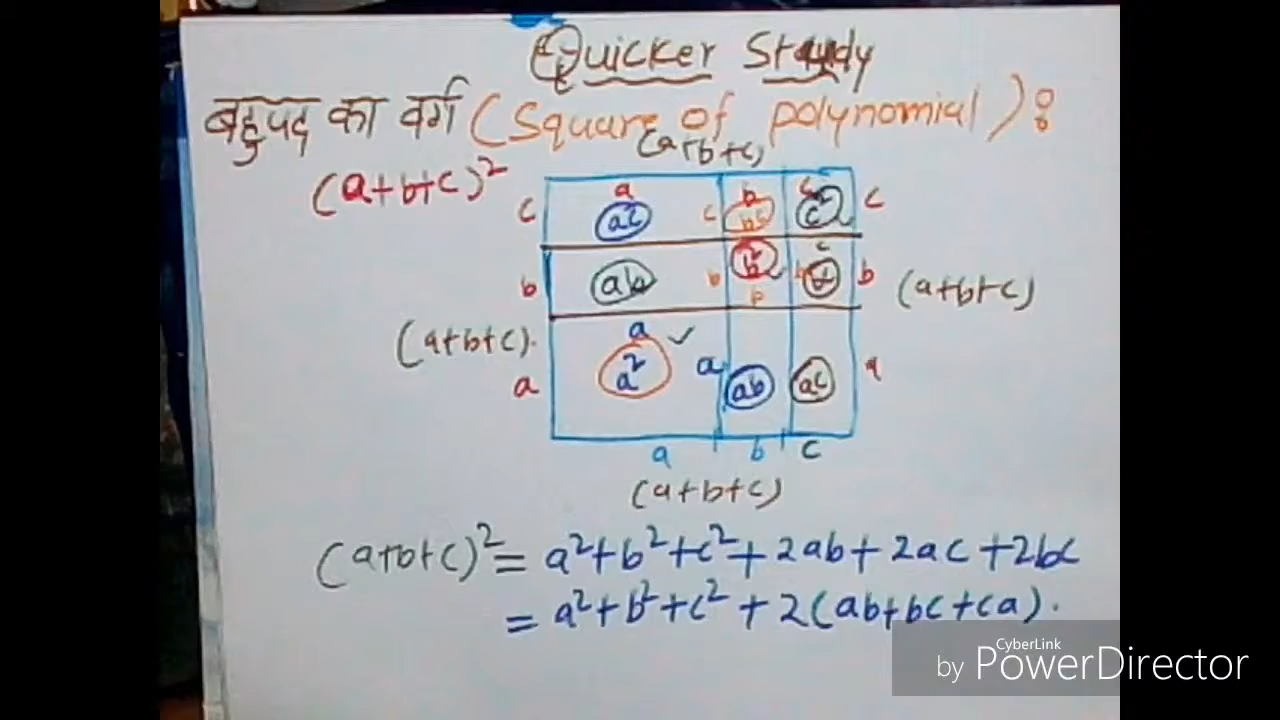 Quicker Study
बहुपद का वर्ग (Square of polynomial):
(a+b+c)
(a+b+c)²
c a ac c b bc c c² c
b ab b b² b b c b
(a+b+c). (a+b+c)
a a a² ✓ a ab ac a
a b c
(a+b+c)
(a+b+c)² = a²+b²+c²+2ab+2ac+2bc
= a²+b²+c²+2(ab+bc+ca).
CyberLink
by PowerDirector